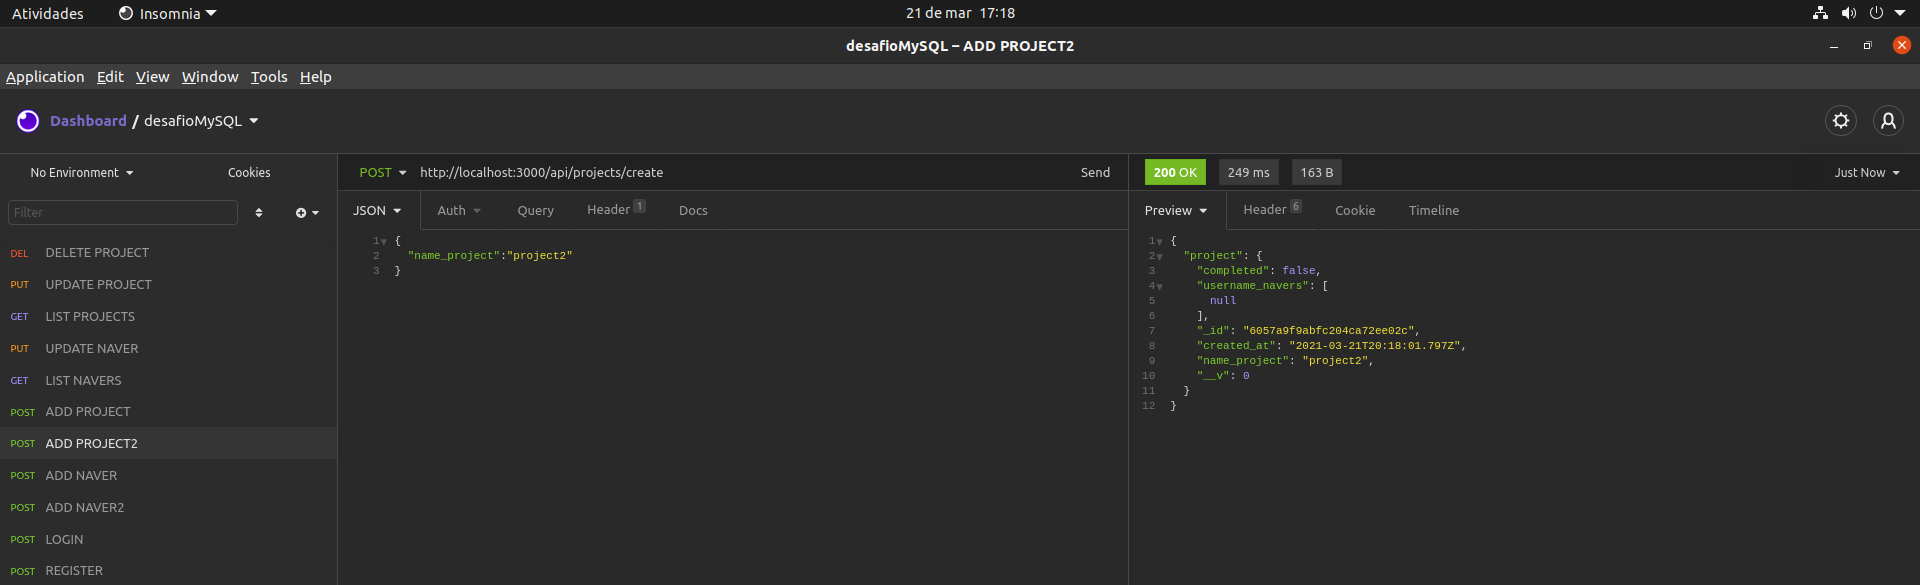 Atividades Insomnia 21 de mar 17:18
desafioMySQL – ADD PROJECT2
Application Edit View Window Tools Help
Dashboard / desafioMySQL
No Environment Cookies
Filter
DEL DELETE PROJECT
PUT UPDATE PROJECT
GET LIST PROJECTS
PUT UPDATE NAVER
GET LIST NAVERS
POST ADD PROJECT
POST ADD PROJECT2
POST ADD NAVER
POST ADD NAVER2
POST LOGIN
POST REGISTER
POST http://localhost:3000/api/projects/create Send
JSON Auth Query Header 1 Docs
1 {
2 "name_project":"project2"
3 }
200 OK 249 ms 163 B Just Now
Preview Header 6 Cookie Timeline
1 {
2 "project": {
3 "completed": false,
4 "username_navers": [
5 null
6 ],
7 "_id": "6057a9f9abfc204ca72ee02c",
8 "created_at": "2021-03-21T20:18:01.797Z",
9 "name_project": "project2",
10 "__v": 0
11 }
12 }